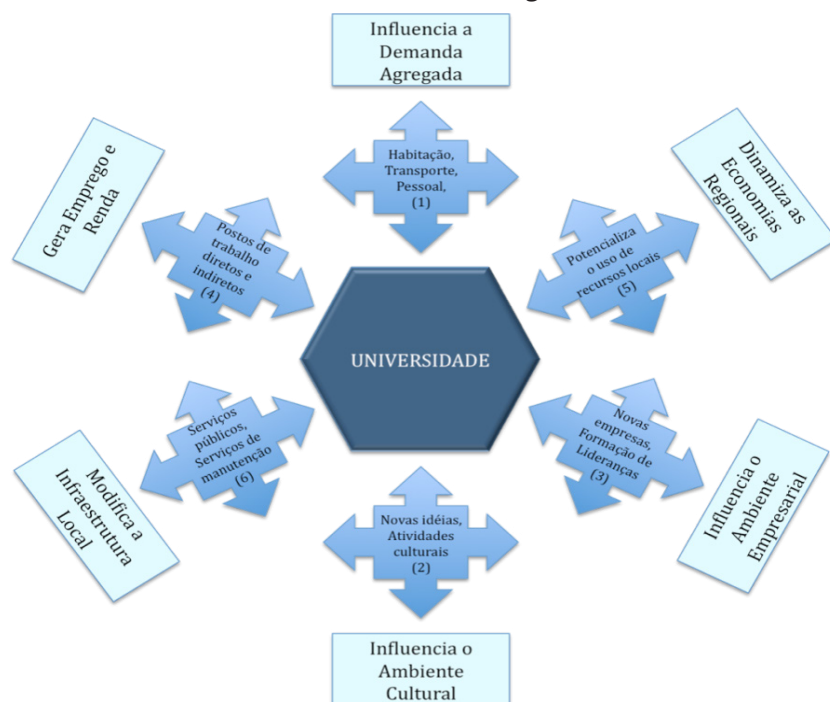 Influencia a
Demanda
Agregada
Habitação,
Transporte,
Pessoal,
(1)
Gera Emprego e
Renda
Postos de
trabalho
diretos e
indiretos
(4)
Potencializa
o uso de
recursos locais
(5)
Dinamiza as
Economias
Regionais
UNIVERSIDADE
Modifica a
Infraestrutura
Local
Serviços
públicos,
Serviços de
manutenção
(6)
Novas idéias,
Atividades
culturais
(2)
Novas
empresas,
Formação de
Lideranças
(3)
Influencia o
Ambiente
Empresarial
Influencia o
Ambiente
Cultural